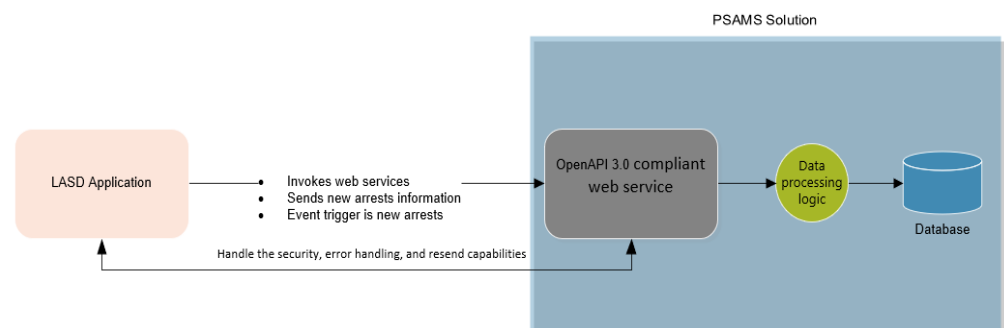 PSAMS Solution
LASD Application
• Invokes web services
• Sends new arrests information
• Event trigger is new arrests
OpenAPI 3.0 compliant
web service
Data
processing
logic
Database
Handle the security, error handling, and resend capabilities